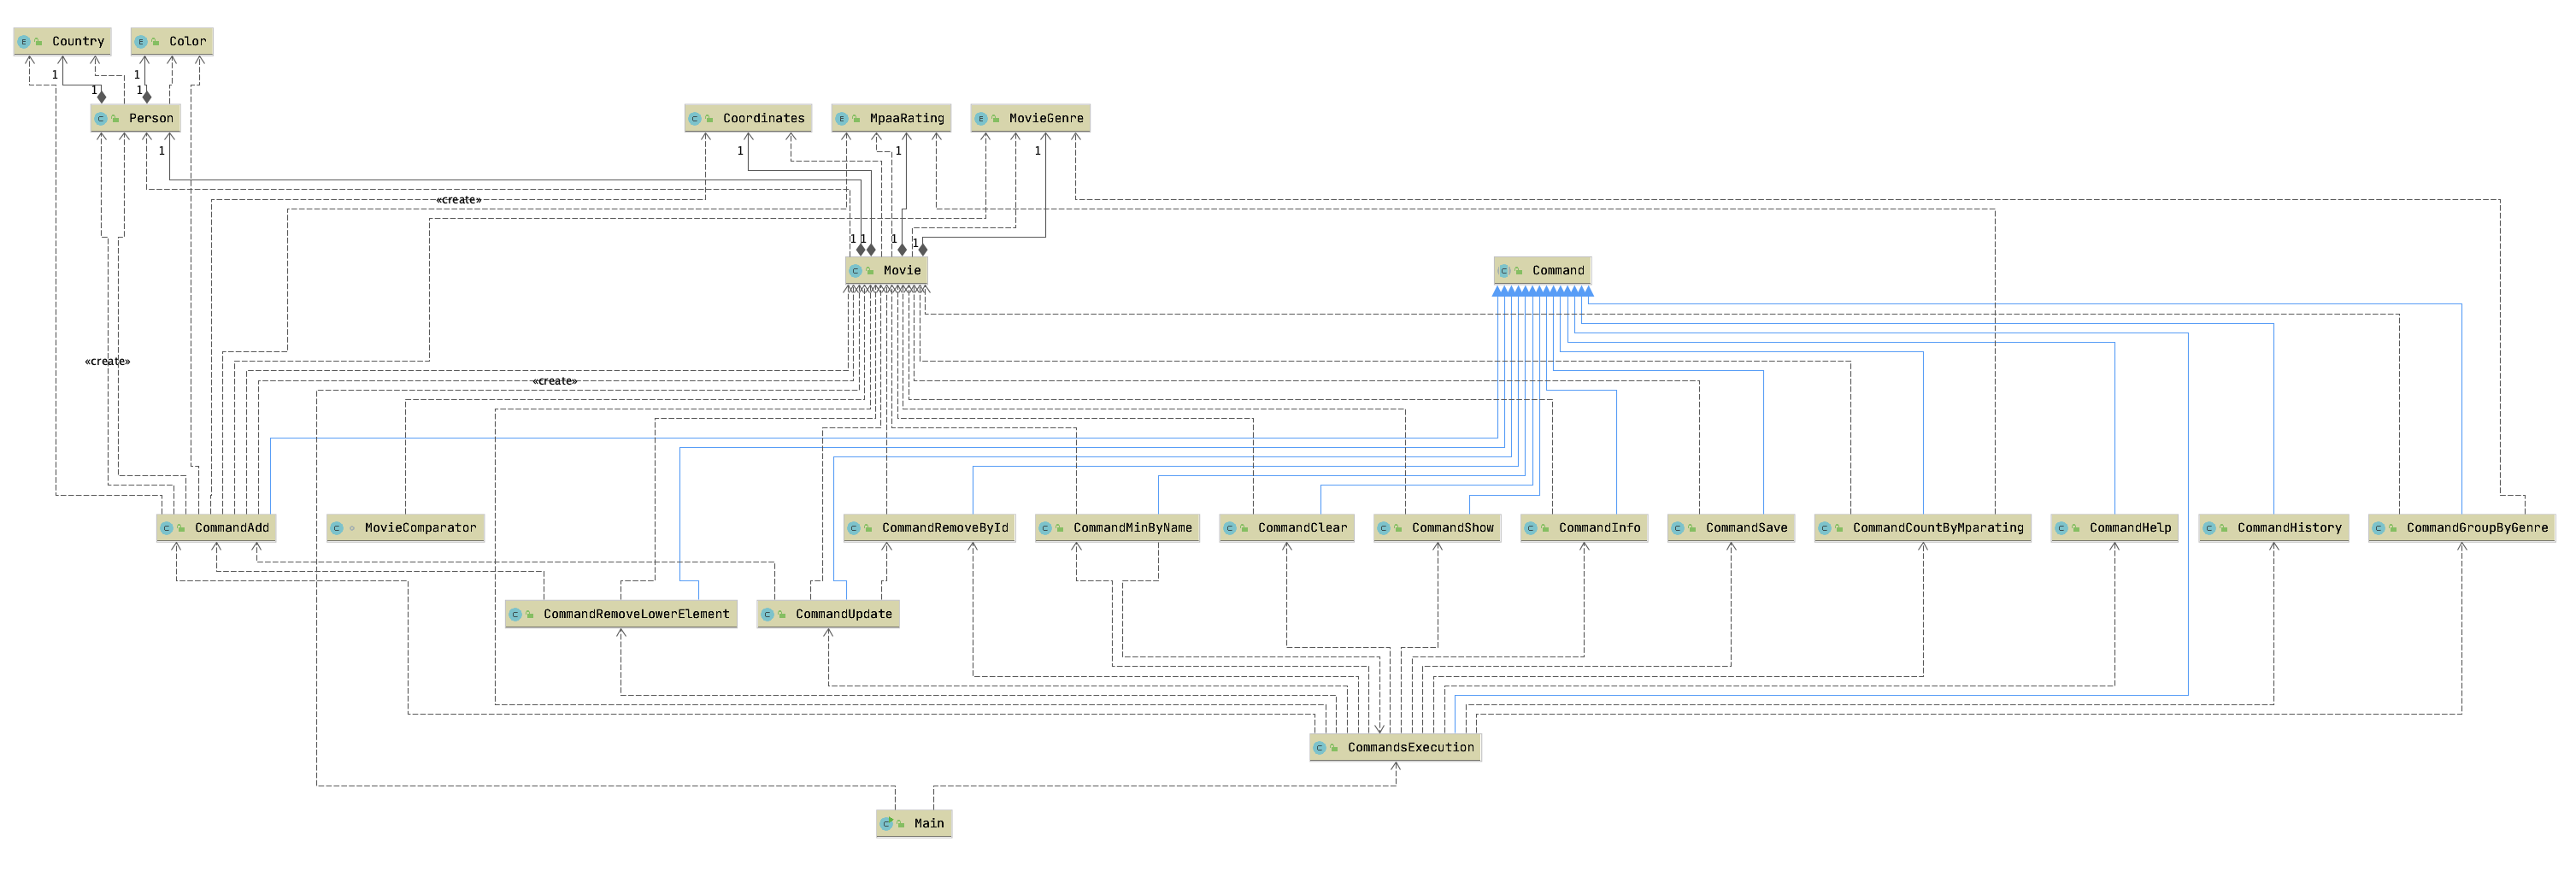 Country
Color
1
1
1
1
Person
Coordinates
MpaaRating
MovieGenre
1
1
1
1
«create»
1
1
1
1
Movie
Command
«create»
«create»
CommandAdd
MovieComparator
CommandRemoveById
CommandMinByName
CommandClear
CommandShow
CommandInfo
CommandSave
CommandCountByMparating
CommandHelp
CommandHistory
CommandGroupByGenre
CommandRemoveLowerElement
CommandUpdate
CommandsExecution
Main